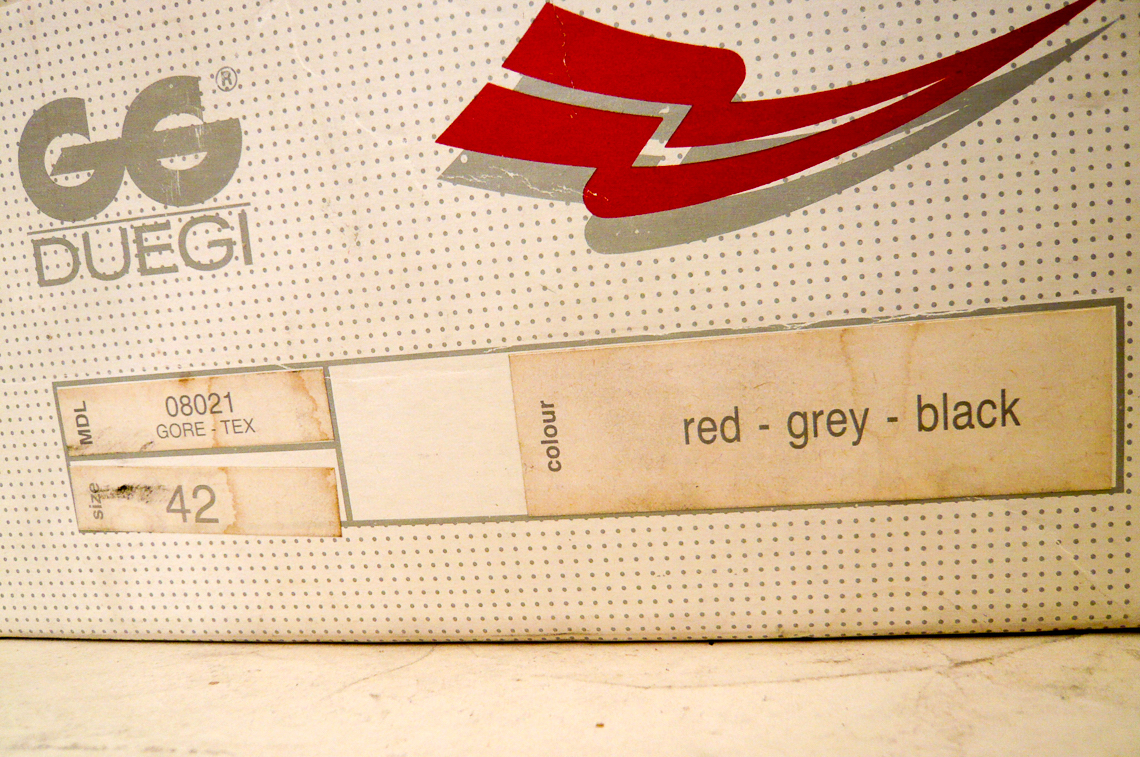 GG®
DUEGI
MDL
08021
GORE - TEX
size
42
colour
red - grey - black